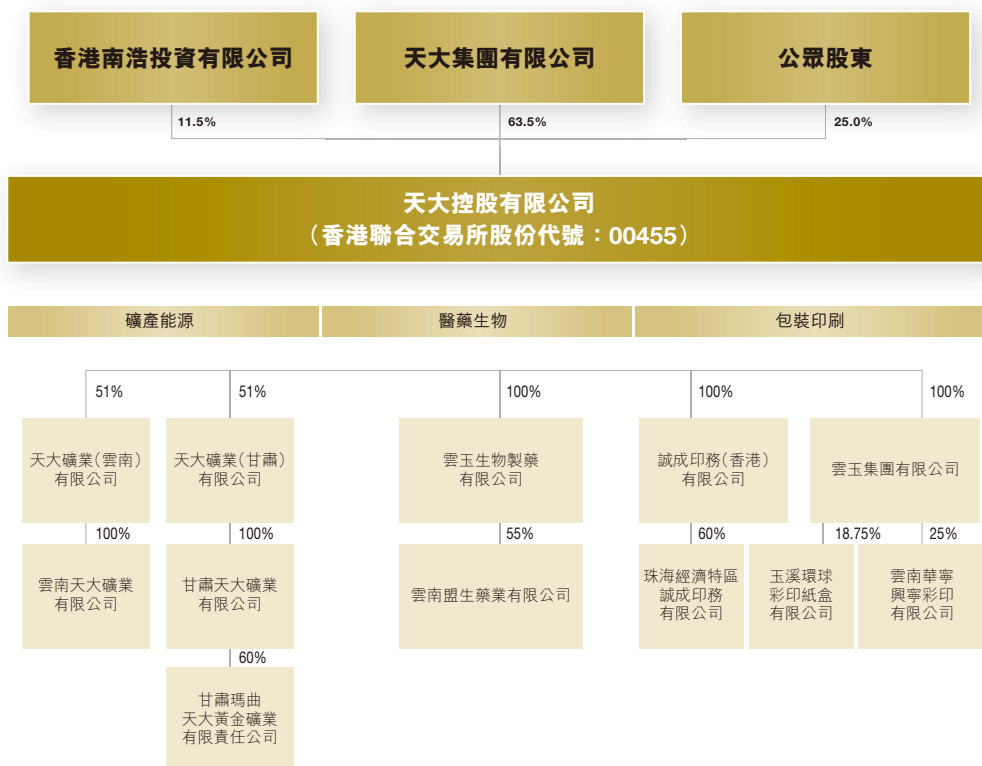 香港南浩投資有限公司
天大集團有限公司
公眾股東
11.5%
63.5%
25.0%
天大控股有限公司
（香港聯合交易所股份代號：00455）
礦產能源
醫藥生物
包裝印刷
51%
51%
100%
100%
100%
天大礦業(雲南)
有限公司
天大礦業(甘肅)
有限公司
雲玉生物製藥
有限公司
誠成印務(香港)
有限公司
雲玉集團有限公司
100%
100%
55%
60%
18.75%
25%
雲南天大礦業
有限公司
甘肅天大礦業
有限公司
雲南盟生藥業有限公司
珠海經濟特區
誠成印務
有限公司
玉溪環球
彩印紙盒
有限公司
雲南華寧
興寧彩印
有限公司
60%
甘肅瑪曲
天大黃金礦業
有限責任公司